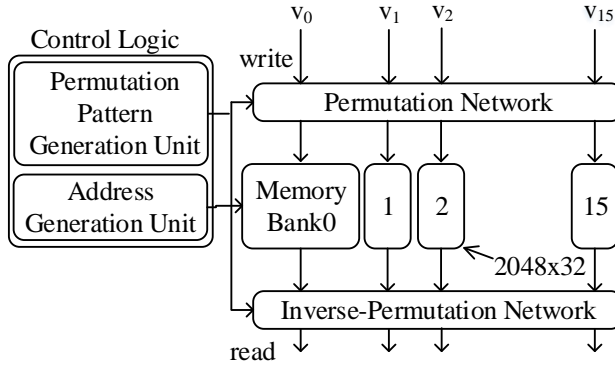 v0 v1 v2 v15
Control Logic
write
Permutation
Pattern
Generation Unit
Permutation Network
Address
Generation Unit
Memory
Bank0
1
2
15
2048x32
Inverse-Permutation Network
read